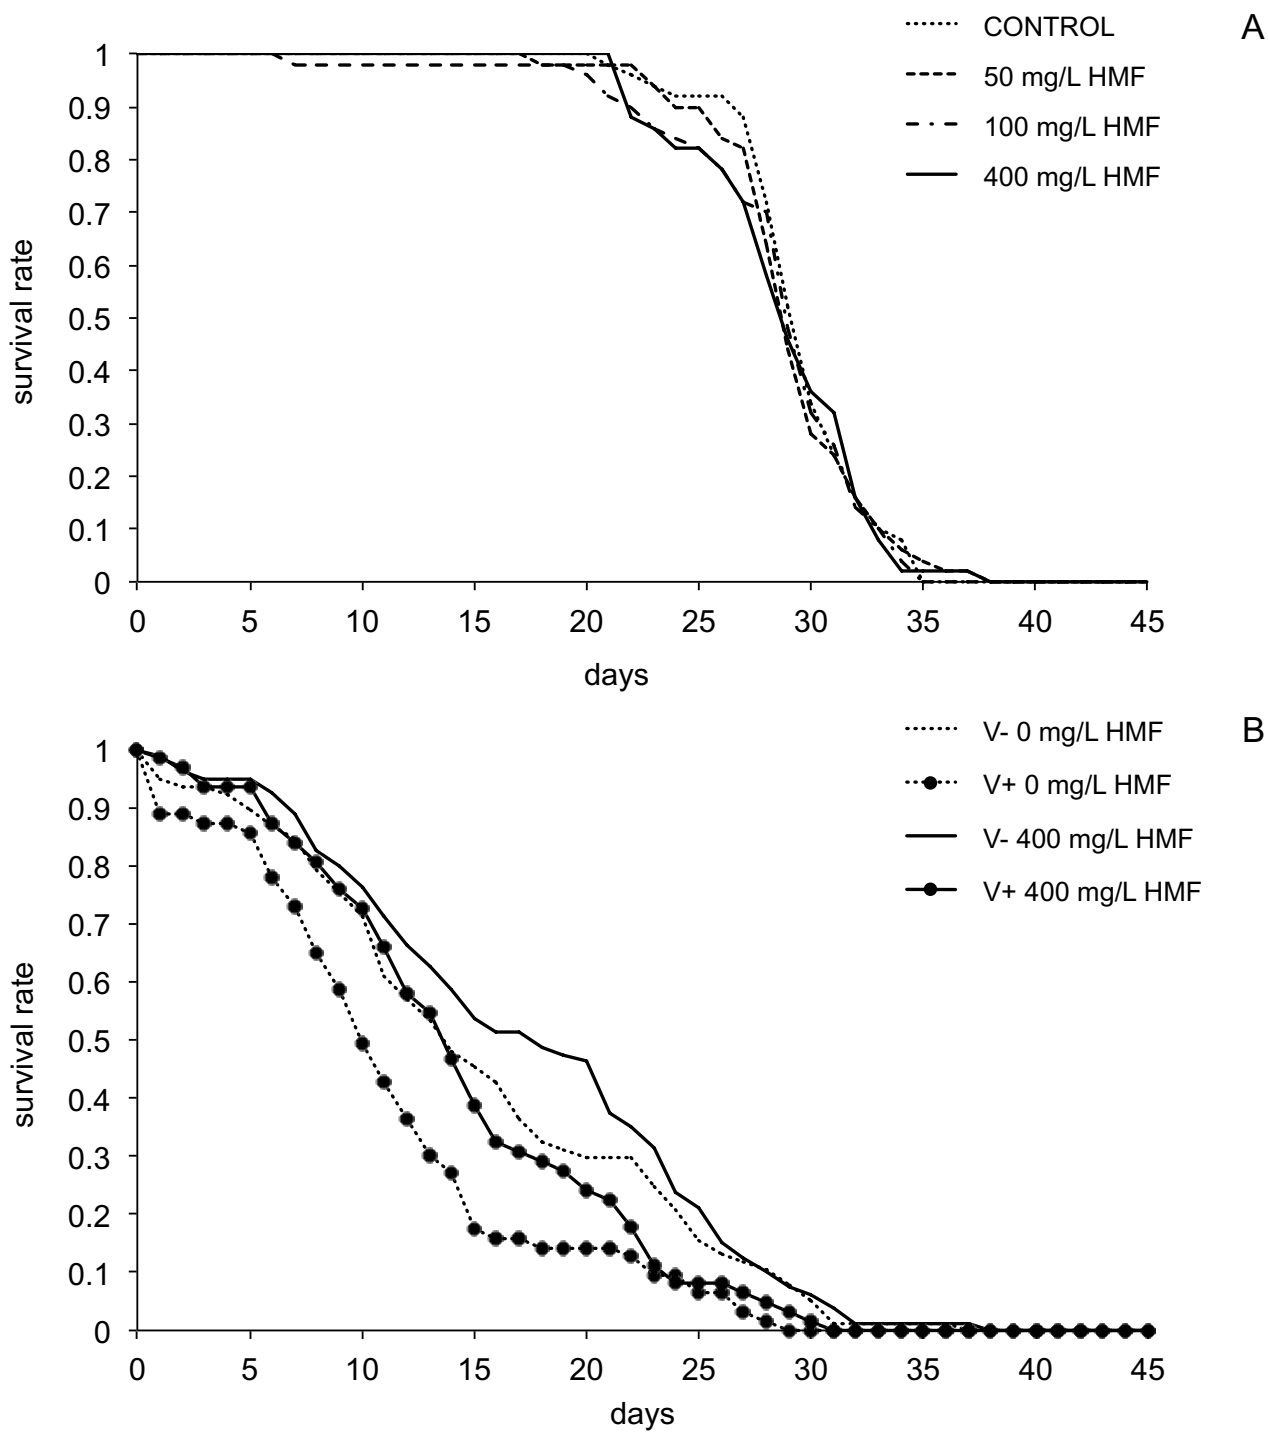 CONTROL
A
50 mg/L HMF
100 mg/L HMF
400 mg/L HMF
1
0.9
0.8
0.7
0.6
0.5
0.4
0.3
0.2
0.1
0
survival rate
0 5 10 15 20 25 30 35 40 45
days
V- 0 mg/L HMF
B
V+ 0 mg/L HMF
V- 400 mg/L HMF
V+ 400 mg/L HMF
1
0.9
0.8
0.7
0.6
0.5
0.4
0.3
0.2
0.1
0
survival rate
0 5 10 15 20 25 30 35 40 45
days